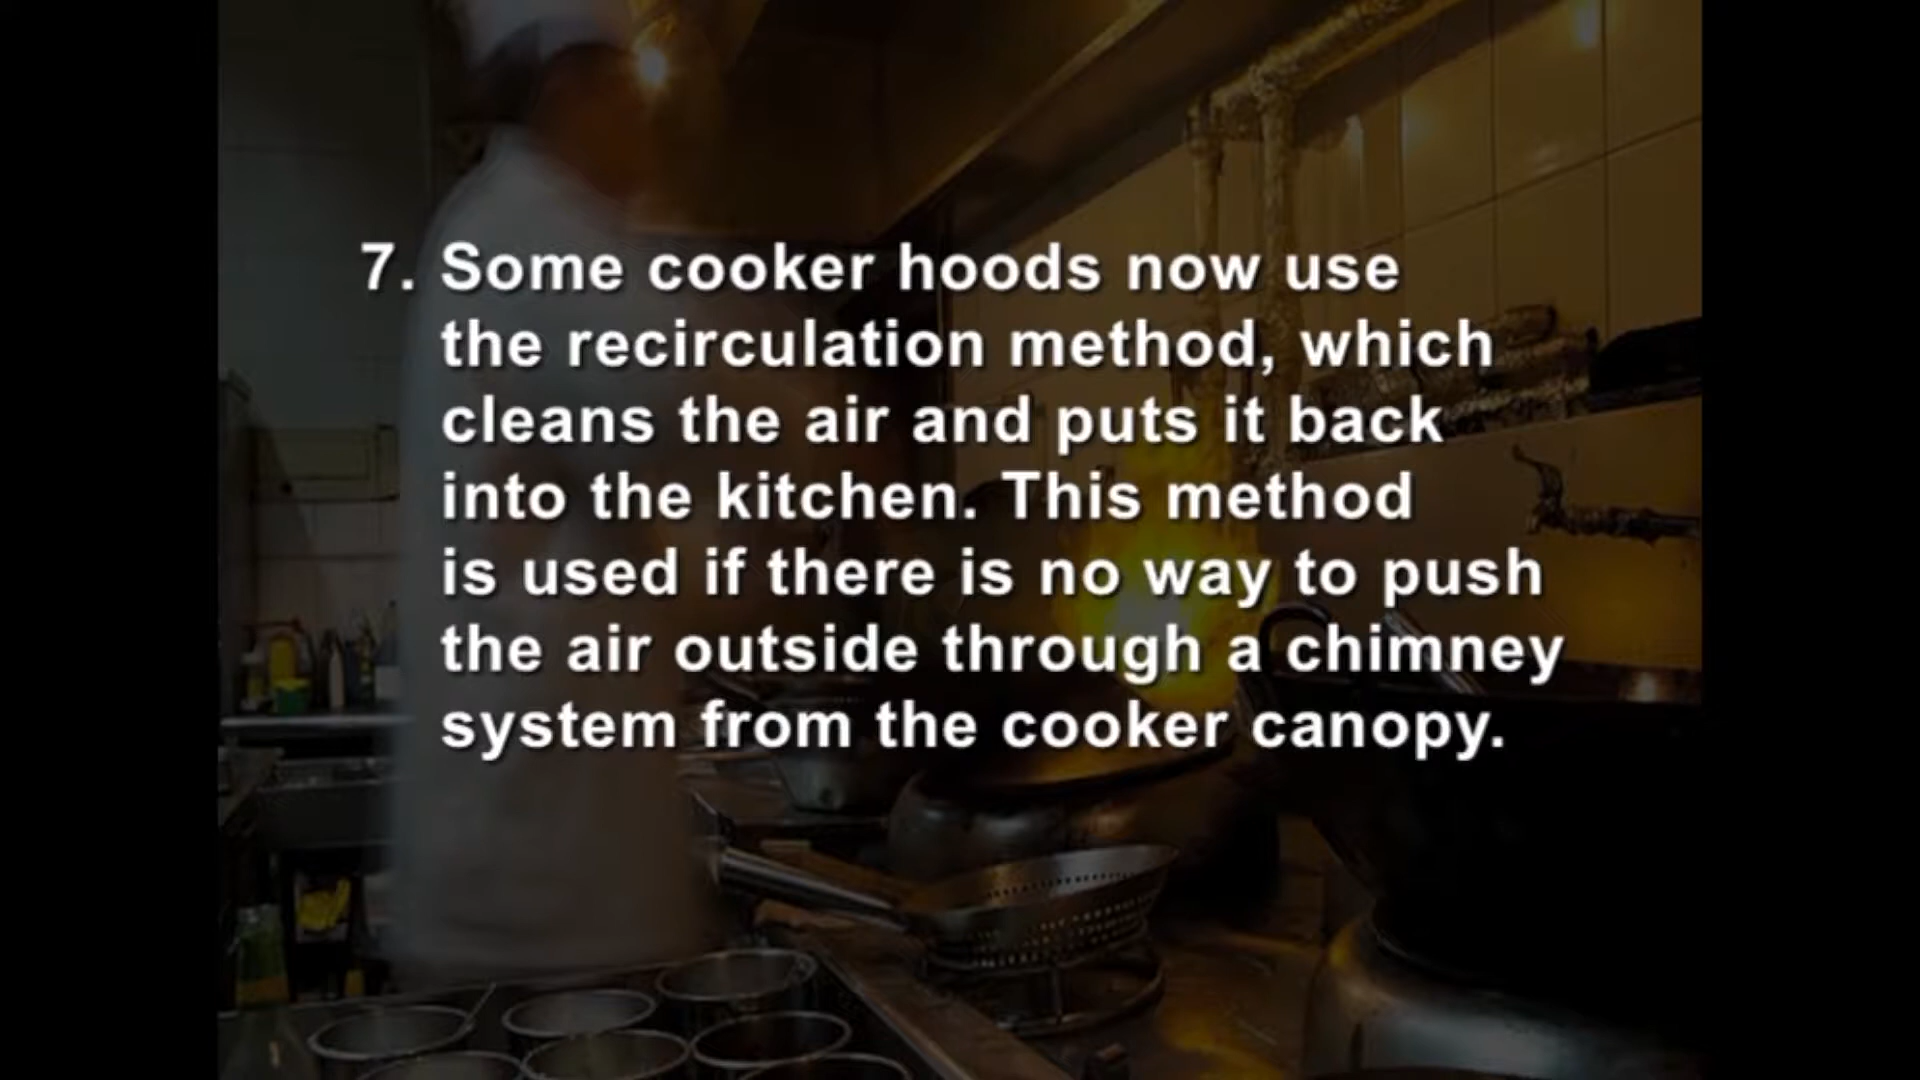 7. Some cooker hoods now use
the recirculation method, which
cleans the air and puts it back
into the kitchen. This method
is used if there is no way to push
the air outside through a chimney
system from the cooker canopy.